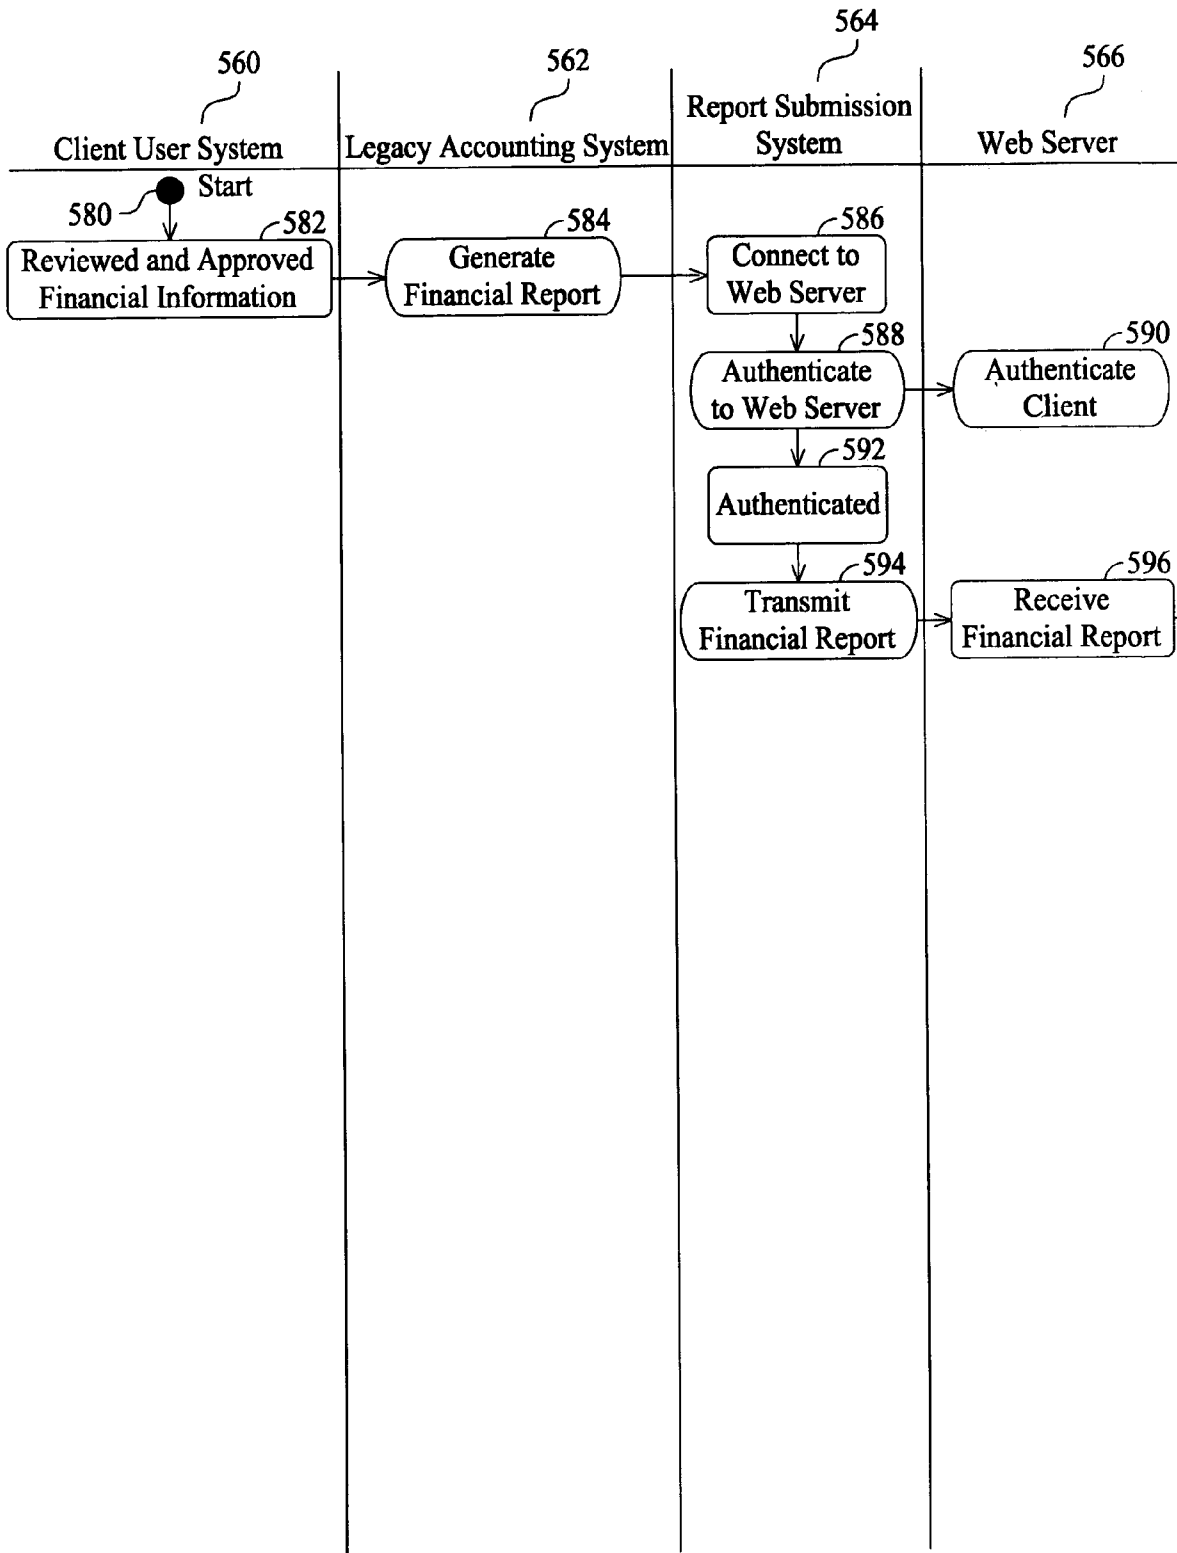 560
562
564
566
Client User System
Legacy Accounting System
Report Submission
System
Web Server
580
Start
582
Reviewed and Approved
Financial Information
584
Generate
Financial Report
586
Connect to
Web Server
588
Authenticate
to Web Server
590
Authenticate
Client
592
Authenticated
594
Transmit
Financial Report
596
Receive
Financial Report